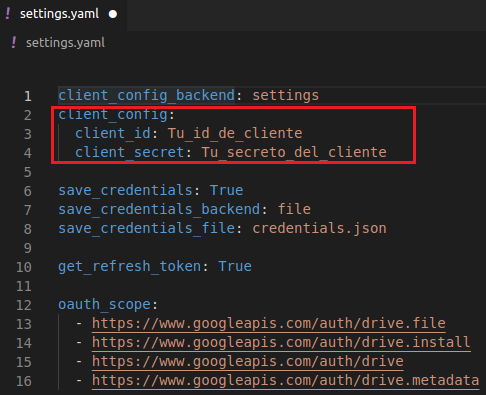 ! settings.yaml ●
! settings.yaml
1 client_config_backend: settings
2 client_config:
3 client_id: Tu_id_de_cliente
4 client_secret: Tu_secreto_del_cliente
5
6 save_credentials: True
7 save_credentials_backend: file
8 save_credentials_file: credentials.json
9
10 get_refresh_token: True
11
12 oauth_scope:
13 - https://www.googleapis.com/auth/drive.file
14 - https://www.googleapis.com/auth/drive.install
15 - https://www.googleapis.com/auth/drive
16 - https://www.googleapis.com/auth/drive.metadata